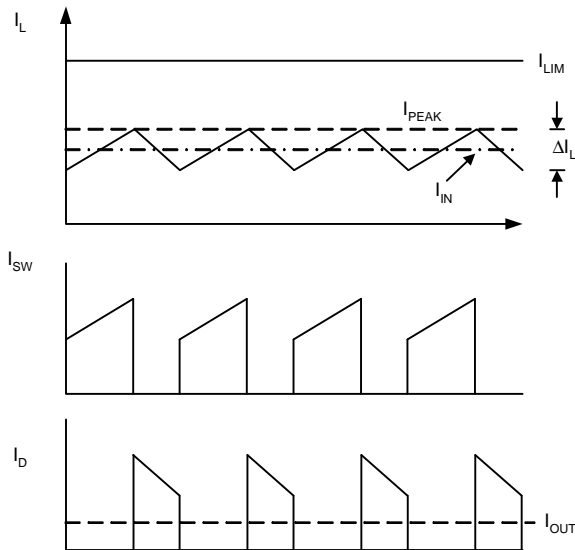 I_L
I_LIM
I_PEAK
ΔI_L
I_IN
I_SW
I_D
I_OUT